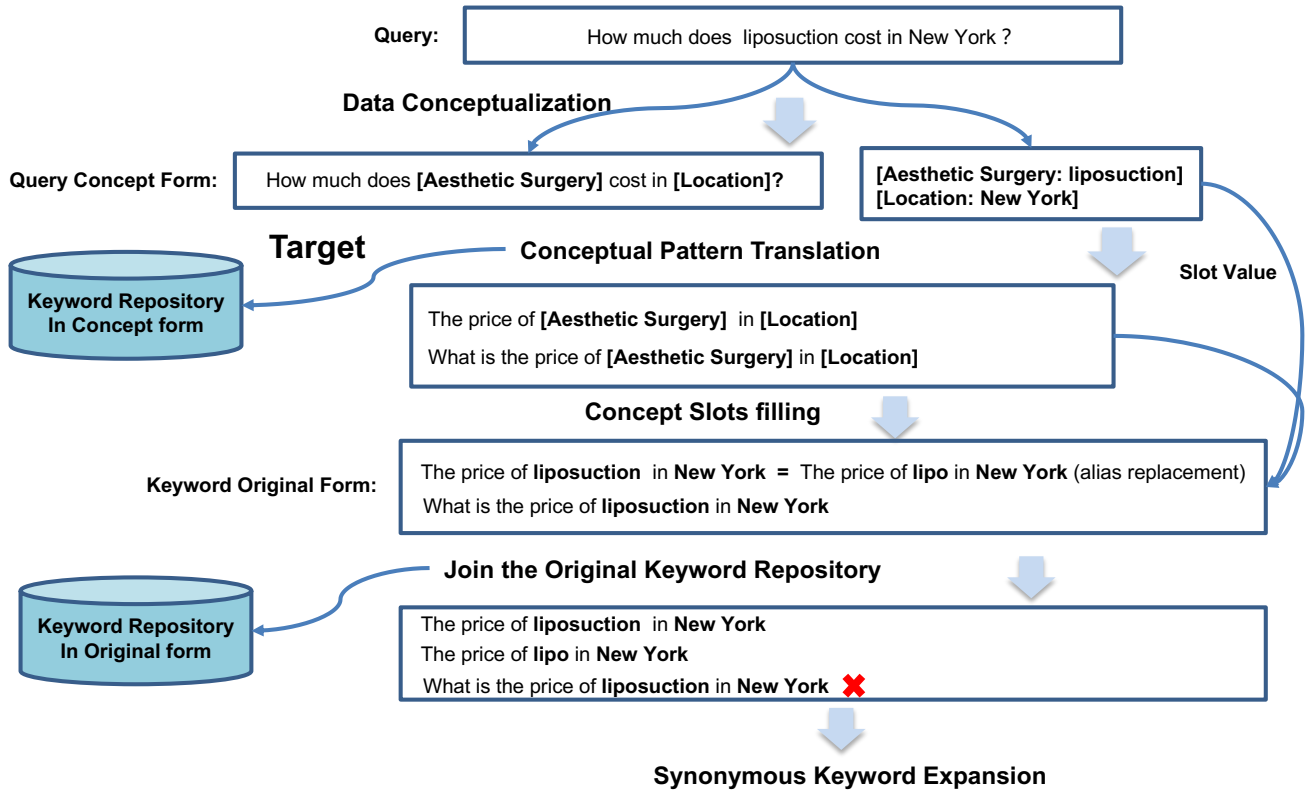 Query:
How much does liposuction cost in New York ?
Data Conceptualization
Query Concept Form:
How much does [Aesthetic Surgery] cost in [Location]?
[Aesthetic Surgery: liposuction]
[Location: New York]
Target
Conceptual Pattern Translation
Slot Value
Keyword Repository
In Concept form
The price of [Aesthetic Surgery] in [Location]
What is the price of [Aesthetic Surgery] in [Location]
Concept Slots filling
Keyword Original Form:
The price of liposuction in New York = The price of lipo in New York (alias replacement)
What is the price of liposuction in New York
Join the Original Keyword Repository
Keyword Repository
In Original form
The price of liposuction in New York
The price of lipo in New York
What is the price of liposuction in New York
Synonymous Keyword Expansion